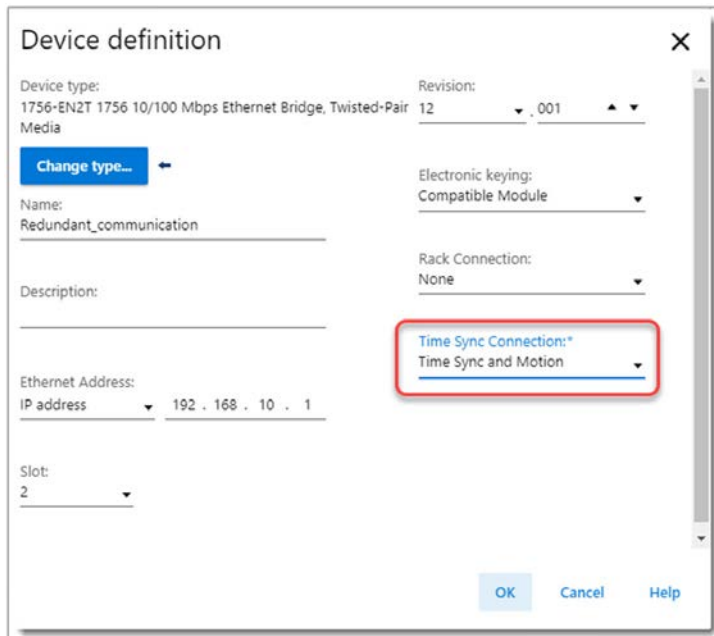 Device definition
Device type:
1756-EN2T 1756 10/100 Mbps Ethernet Bridge, Twisted-Pair
Media
Change type...
Name:
Redundant_communication
Description:
Ethernet Address:
IP address 192 . 168 . 10 . 1
Slot:
2
Revision:
12 . 001
Electronic keying:
Compatible Module
Rack Connection:
None
Time Sync Connection:*
Time Sync and Motion
OK Cancel Help